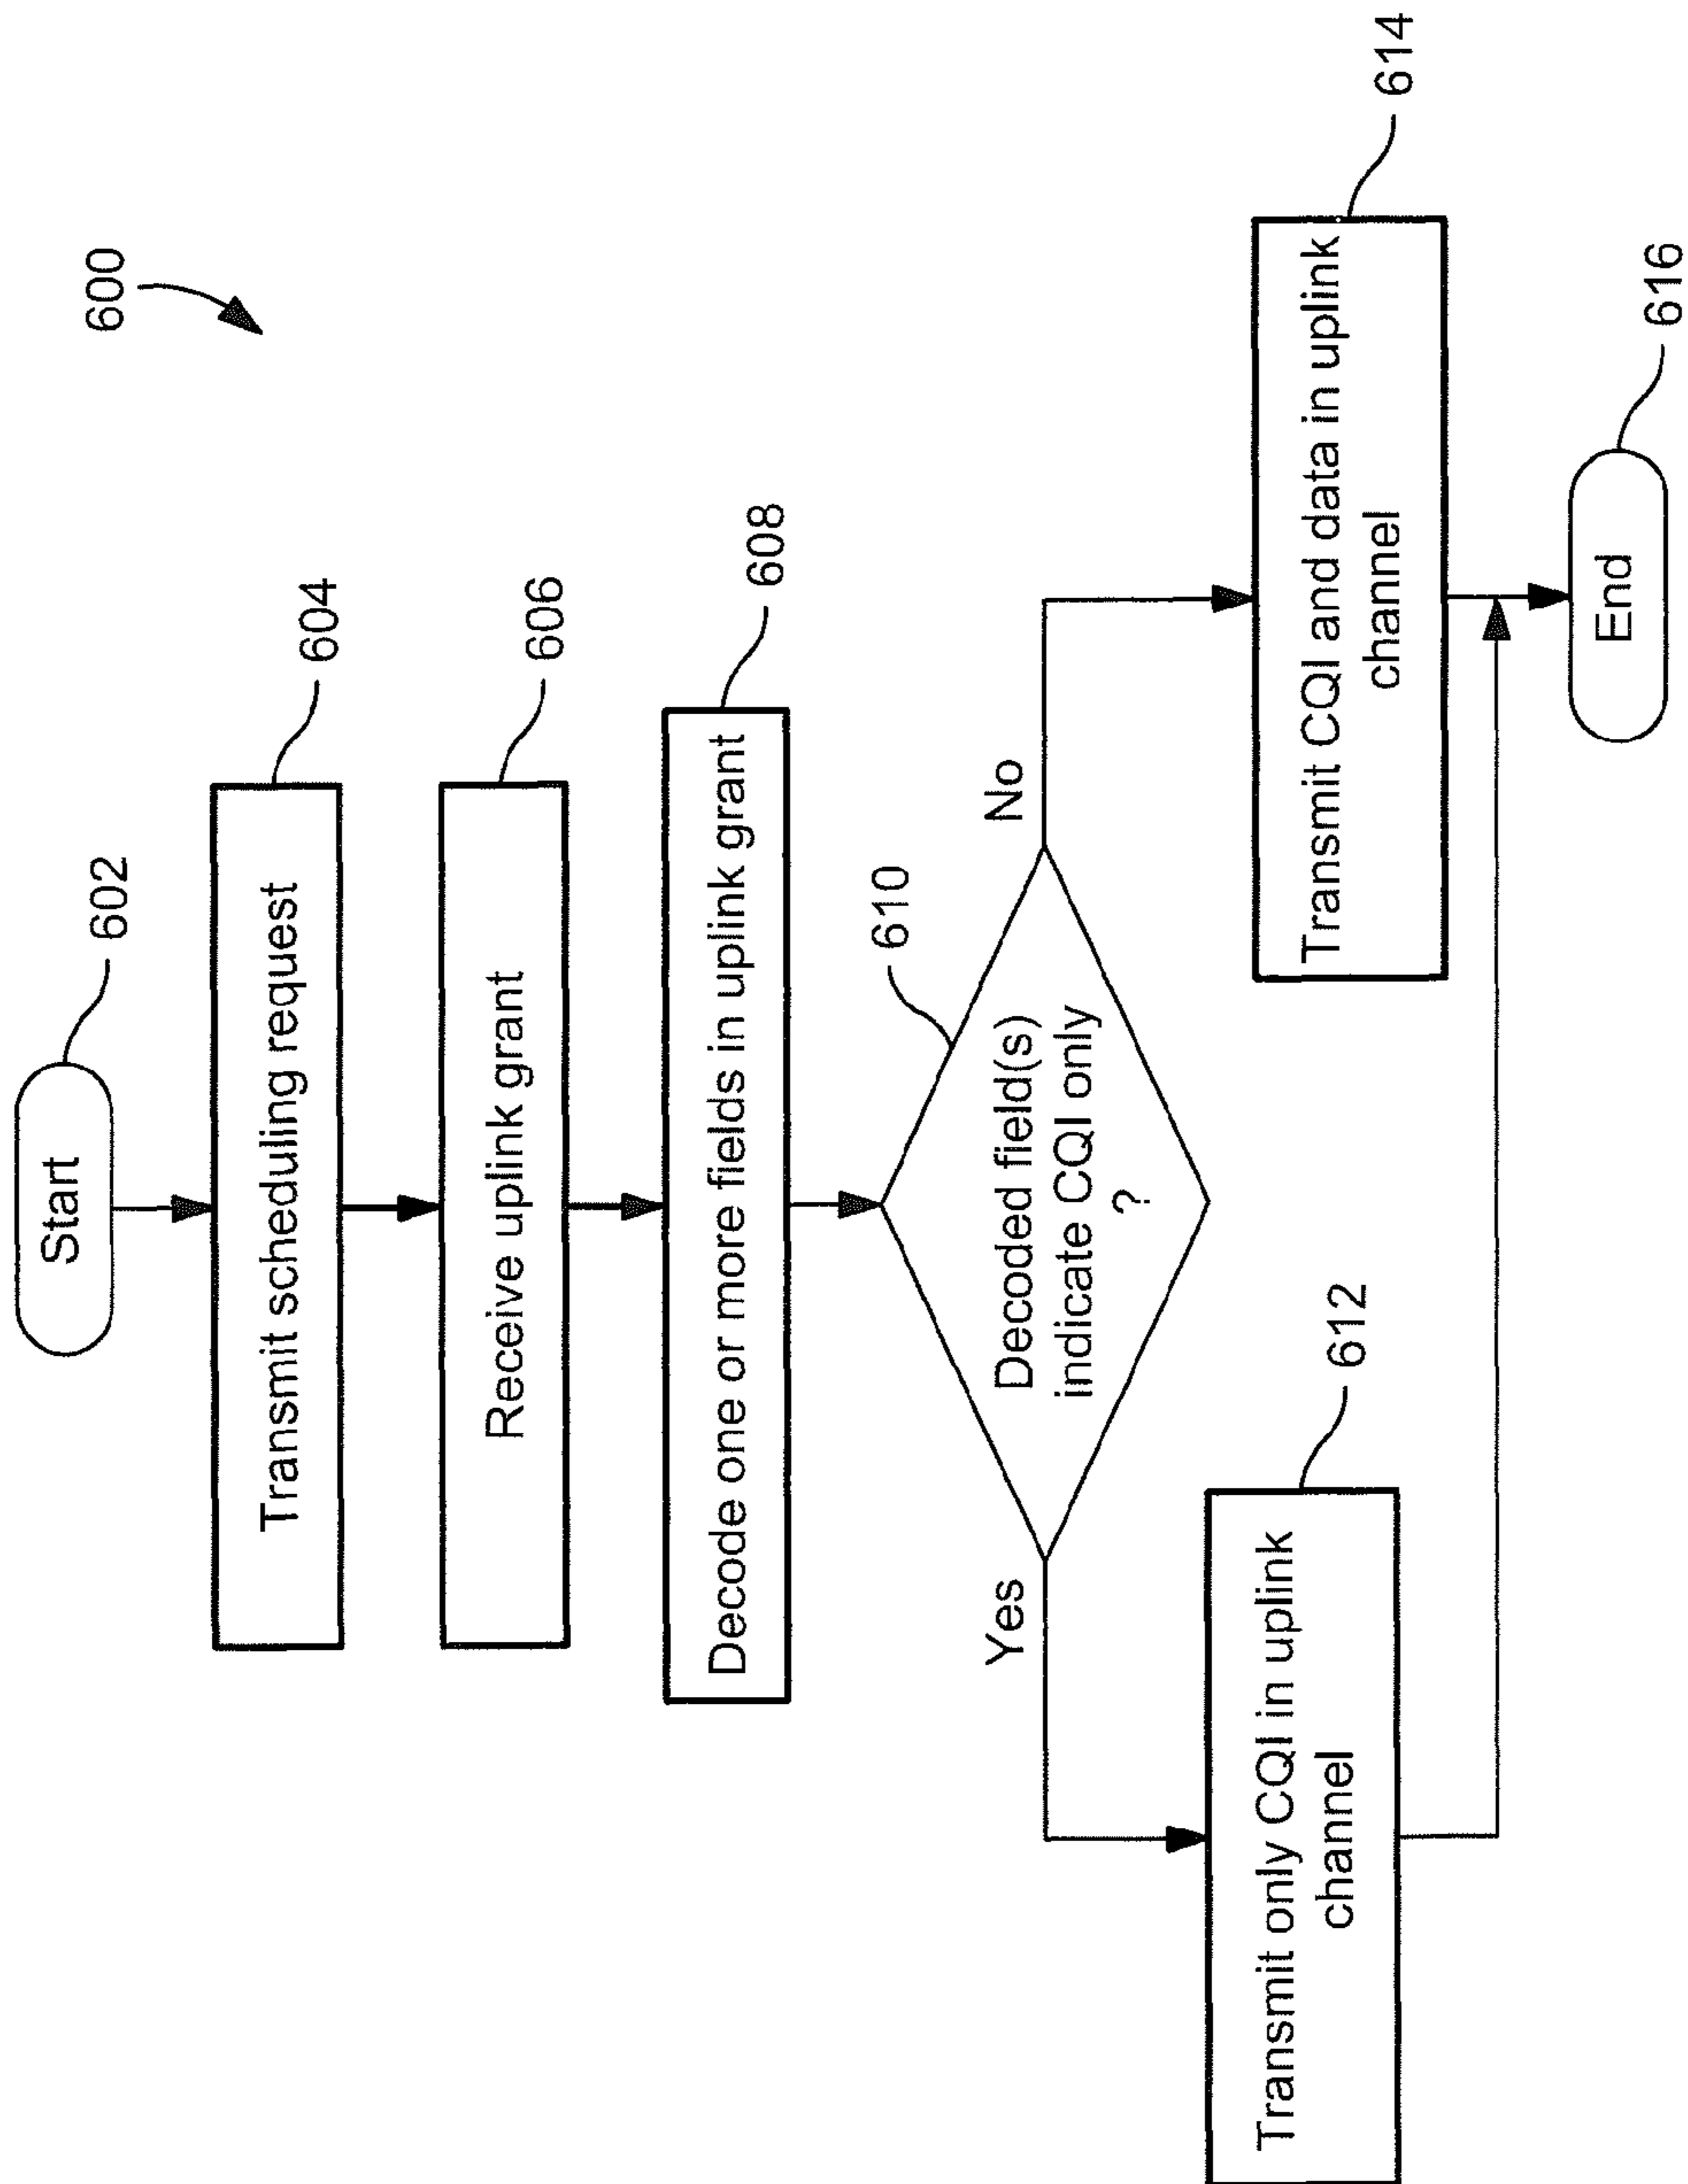 600
Start
602
Transmit scheduling request
604
Receive uplink grant
606
Decode one or more fields in uplink grant
608
610
Decoded field(s)
indicate CQI only
?
Yes
No
612
Transmit only CQI in uplink
channel
614
Transmit CQI and data in uplink
channel
End
616